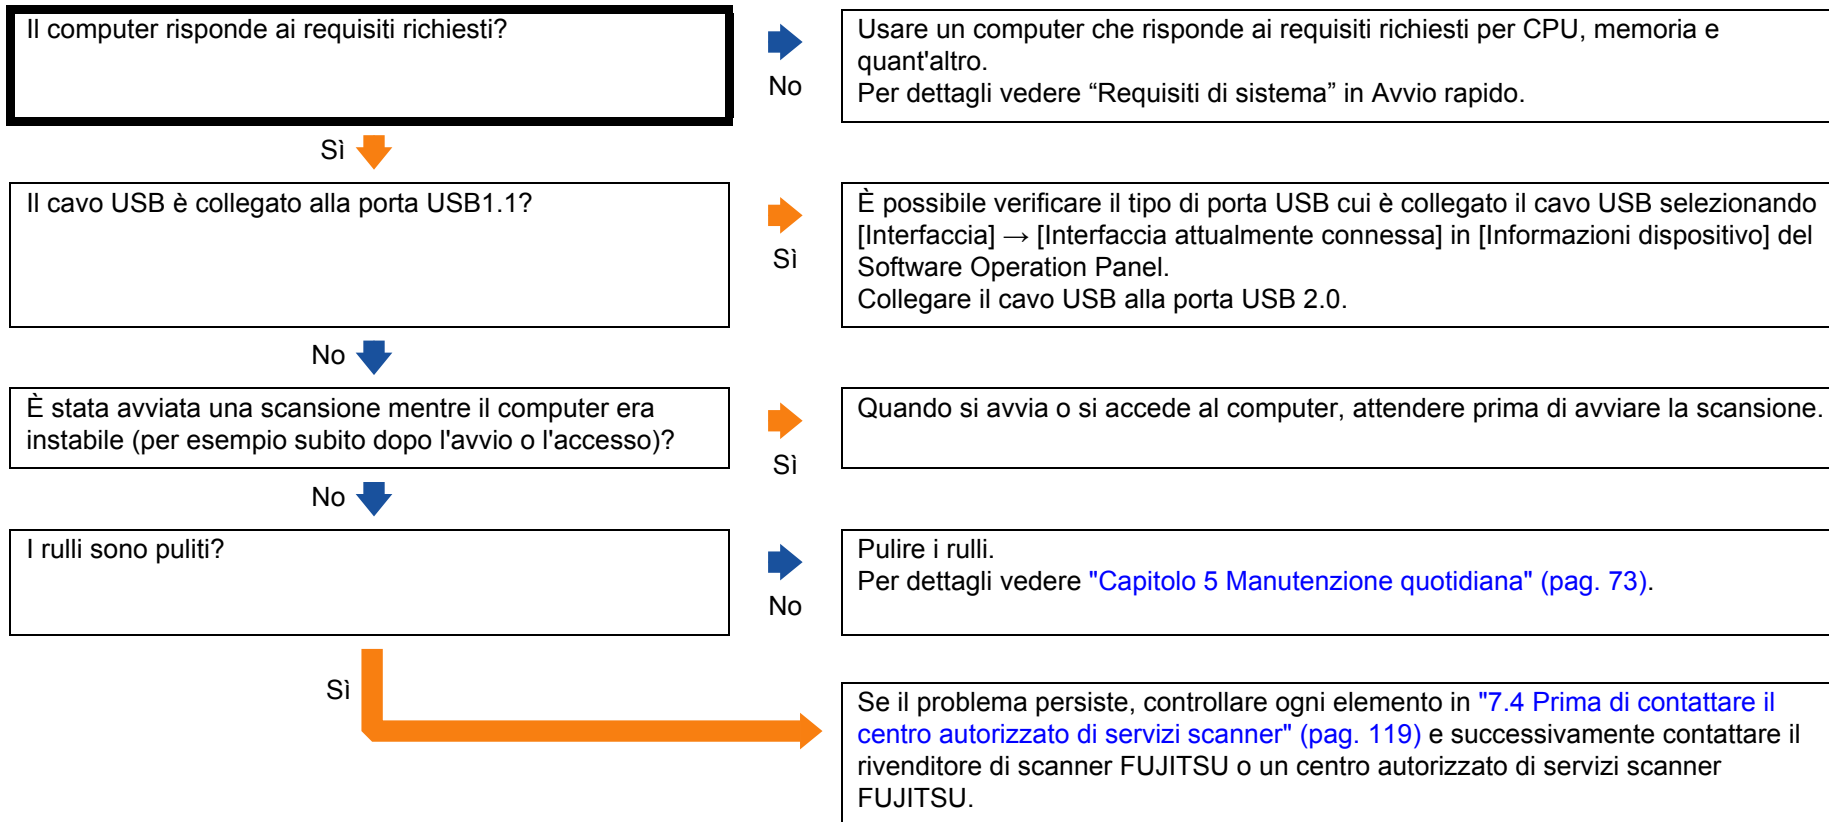 Il computer risponde ai requisiti richiesti?
No
Usare un computer che risponde ai requisiti richiesti per CPU, memoria e
quant'altro.
Per dettagli vedere “Requisiti di sistema” in Avvio rapido.
Sì
Il cavo USB è collegato alla porta USB1.1?
Sì
È possibile verificare il tipo di porta USB cui è collegato il cavo USB selezionando
[Interfaccia] → [Interfaccia attualmente connessa] in [Informazioni dispositivo] del
Software Operation Panel.
Collegare il cavo USB alla porta USB 2.0.
No
È stata avviata una scansione mentre il computer era
instabile (per esempio subito dopo l'avvio o l'accesso)?
Sì
Quando si avvia o si accede al computer, attendere prima di avviare la scansione.
No
I rulli sono puliti?
No
Pulire i rulli.
Per dettagli vedere "Capitolo 5 Manutenzione quotidiana" (pag. 73).
Sì
Se il problema persiste, controllare ogni elemento in "7.4 Prima di contattare il
centro autorizzato di servizi scanner" (pag. 119) e successivamente contattare il
rivenditore di scanner FUJITSU o un centro autorizzato di servizi scanner
FUJITSU.